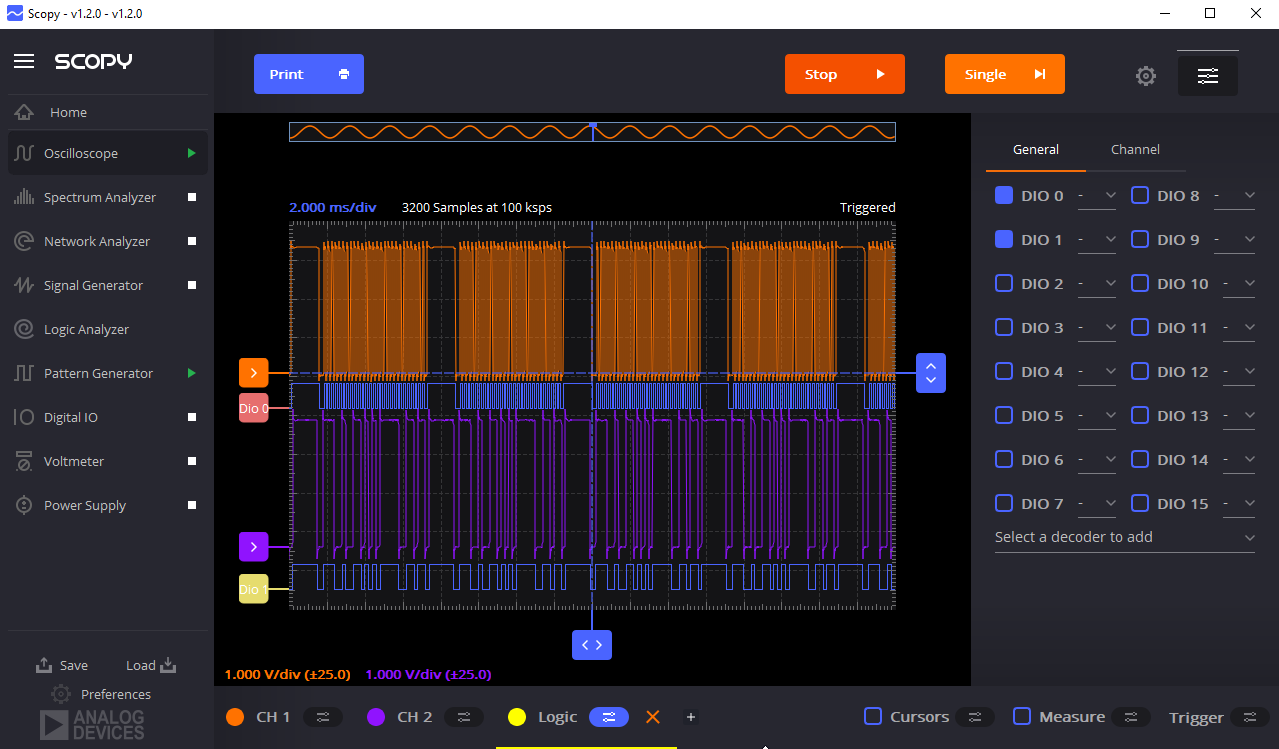 Scopy - v1.2.0 - v1.2.0
SCOPY
Print
Stop
Single
Home
Oscilloscope
Spectrum Analyzer
Network Analyzer
Signal Generator
Logic Analyzer
Pattern Generator
Digital IO
Voltmeter
Power Supply
Save
Load
Preferences
ANALOG
DEVICES
2.000 ms/div
3200 Samples at 100 ksps
Triggered
Dio 0
Dio 1
1.000 V/div (±25.0)
1.000 V/div (±25.0)
General
Channel
DIO 0 -
DIO 8 -
DIO 1 -
DIO 9 -
DIO 2 -
DIO 10 -
DIO 3 -
DIO 11 -
DIO 4 -
DIO 12 -
DIO 5 -
DIO 13 -
DIO 6 -
DIO 14 -
DIO 7 -
DIO 15 -
Select a decoder to add
CH 1
CH 2
Logic
+
Cursors
Measure
Trigger